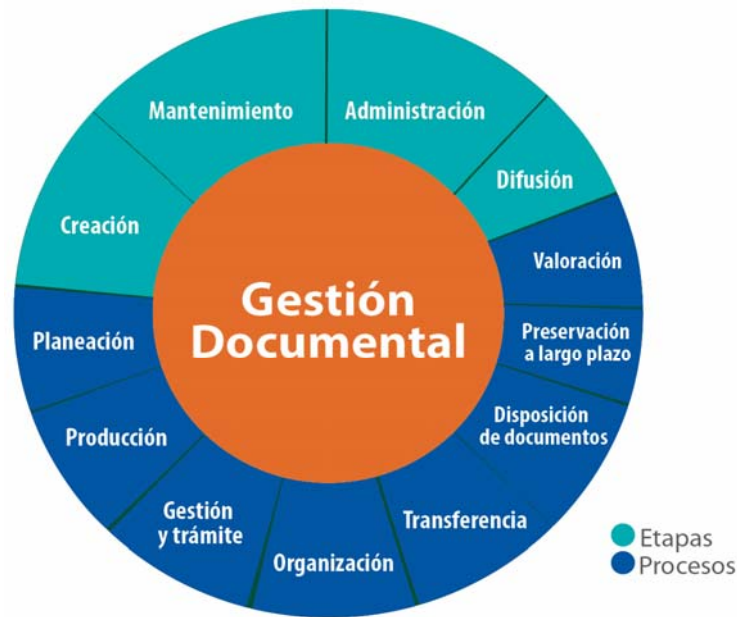 Mantenimiento
Administración
Difusión
Creación
Valoración
Gestión
Documental
Planeación
Preservación
a largo plazo
Producción
Disposición
de documentos
Gestión
y trámite
Transferencia
Organización
Etapas
Procesos